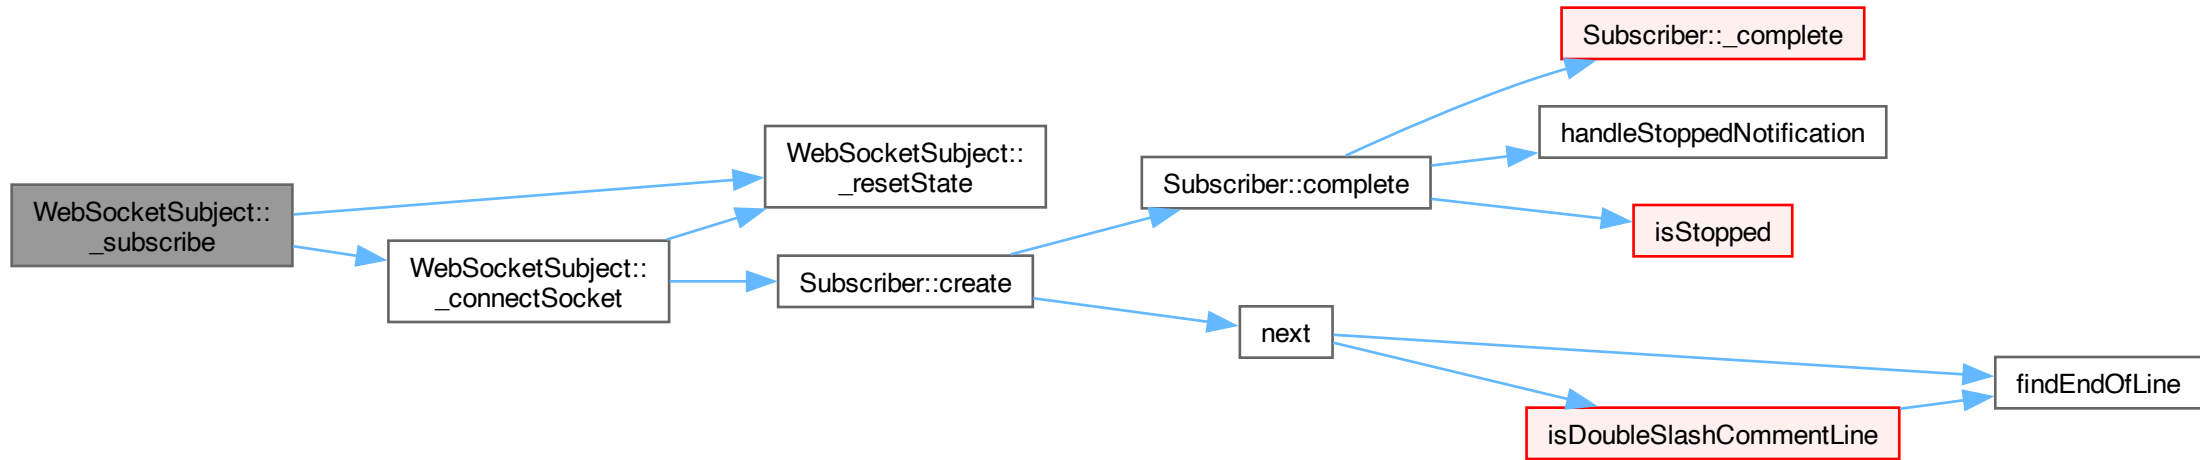 WebSocketSubject::
_subscribe
WebSocketSubject::
_resetState
WebSocketSubject::
_connectSocket
Subscriber::create
Subscriber::complete
Subscriber::_complete
handleStoppedNotification
isStopped
next
isDoubleSlashCommentLine
findEndOfLine